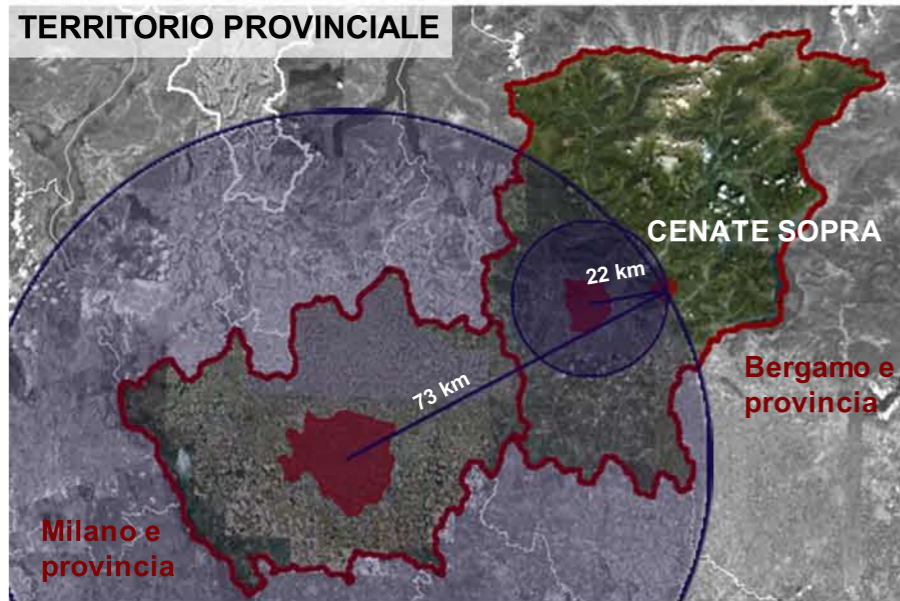 TERRITORIO PROVINCIALE
CENATE SOPRA
22 km
73 km
Bergamo e
provincia
Milano e
provincia